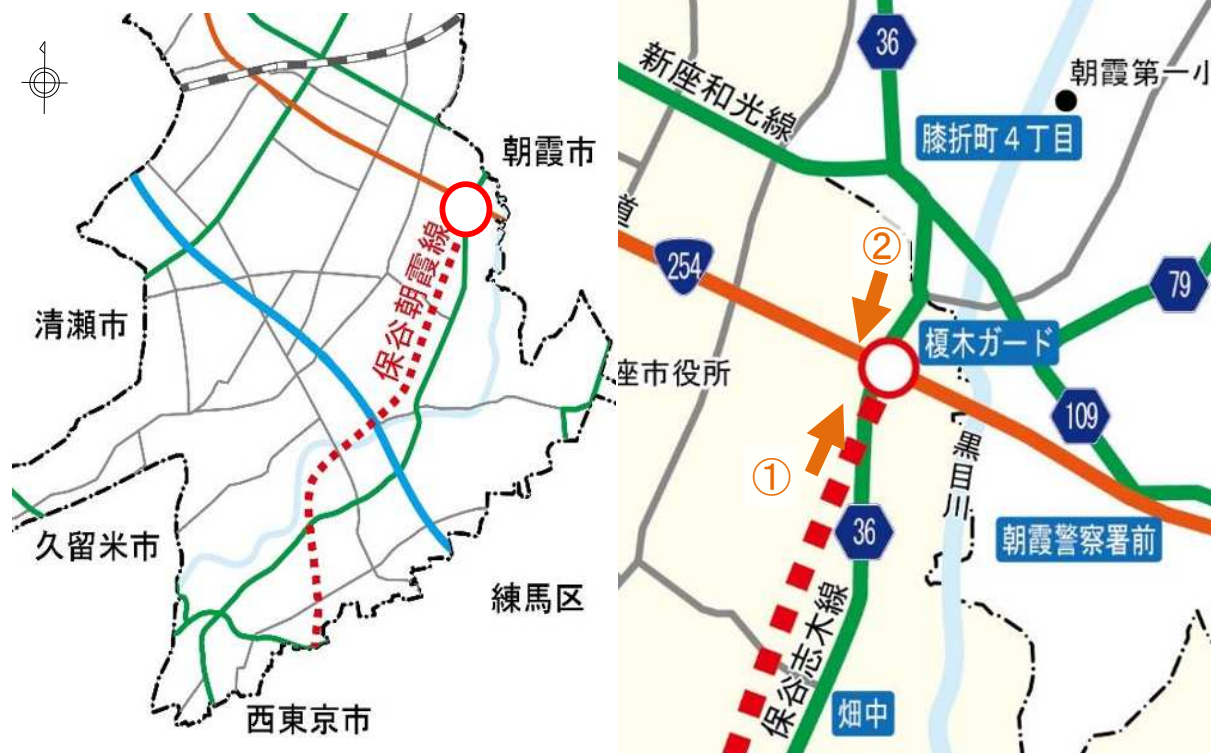 朝霞市
保谷朝霞線
清瀬市
久留米市
練馬区
西東京市
36
朝霞第一小
新座和光線
膝折町4丁目
道
②
254
79
榎木ガード
座市役所
109
①
黒目川
36
朝霞警察署前
保谷志木線
畑中